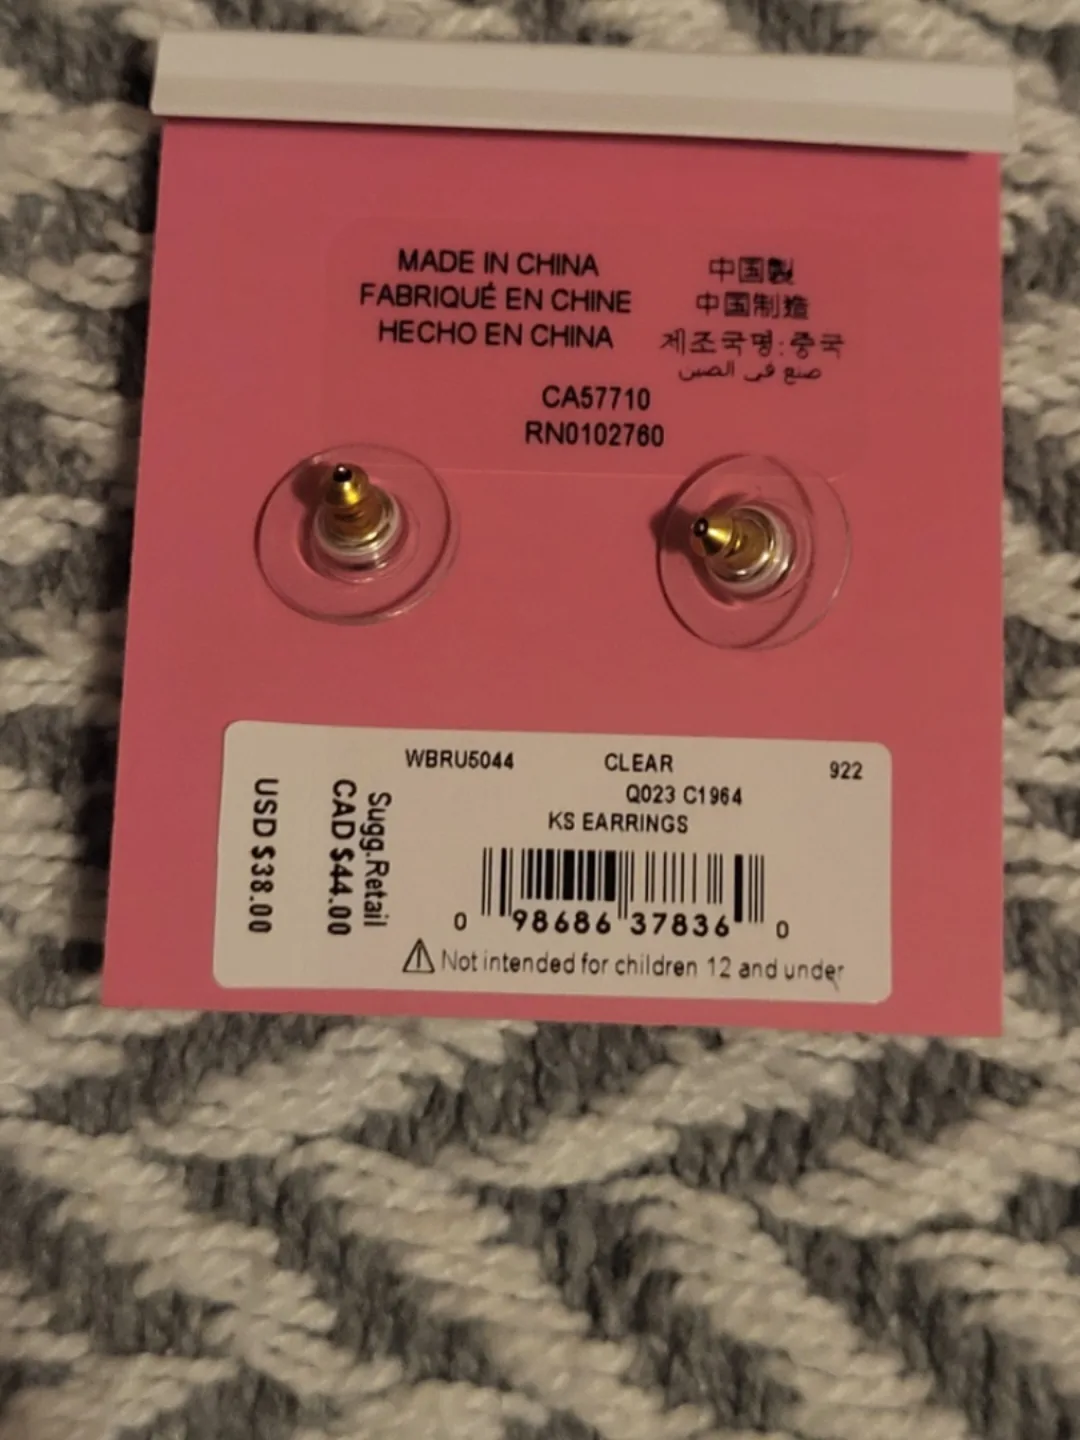 MADE IN CHINA
FABRIQUÉ EN CHINE
HECHO EN CHINA
中国製
中国制造
제조국명:중국
صنع في الصين
CA57710
RN0102760
WBRU5044 CLEAR 922
Q023 C1964
KS EARRINGS
0 98686 37836 0
⚠ Not intended for children 12 and under
Sugg.Retail
CAD $44.00
USD $38.00